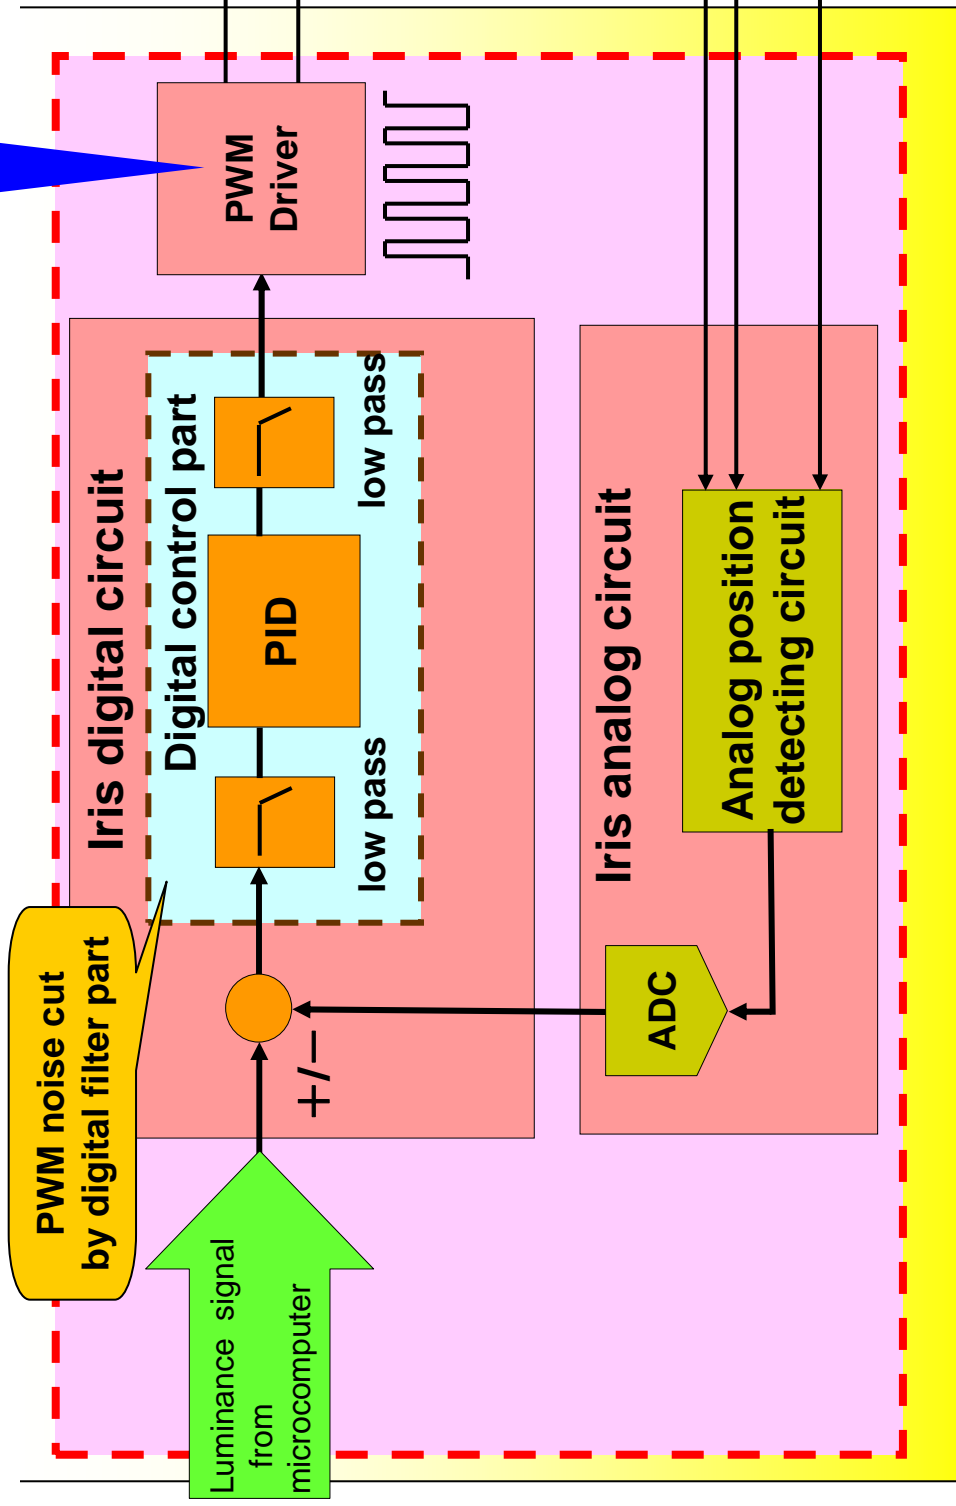 PWM noise cut
by digital filter part
Luminance signal
from
microcomputer
+/−
Iris digital circuit
Digital control part
low pass
PID
low pass
PWM
Driver
Iris analog circuit
ADC
Analog position
detecting circuit